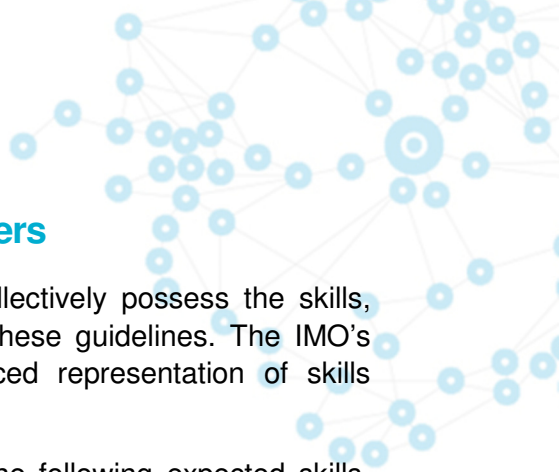 ers
llectively possess the skills,
hese guidelines. The IMO's
ced representation of skills
he following expected skills